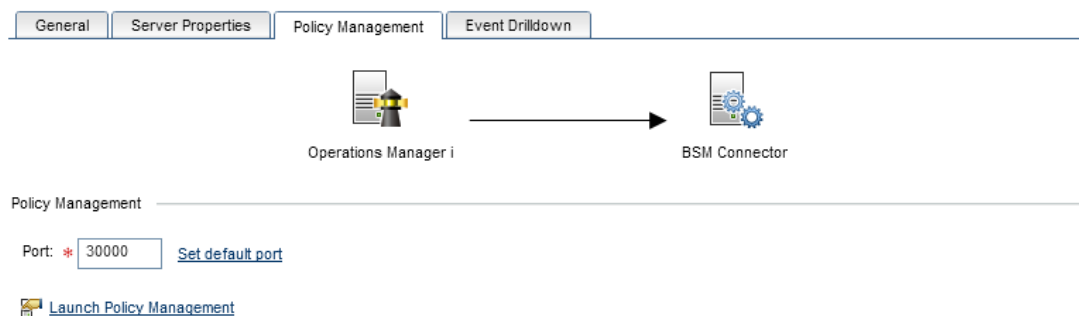 General Server Properties Policy Management Event Drilldown
Operations Manager i BSM Connector
Policy Management
Port: * 30000 Set default port
Launch Policy Management